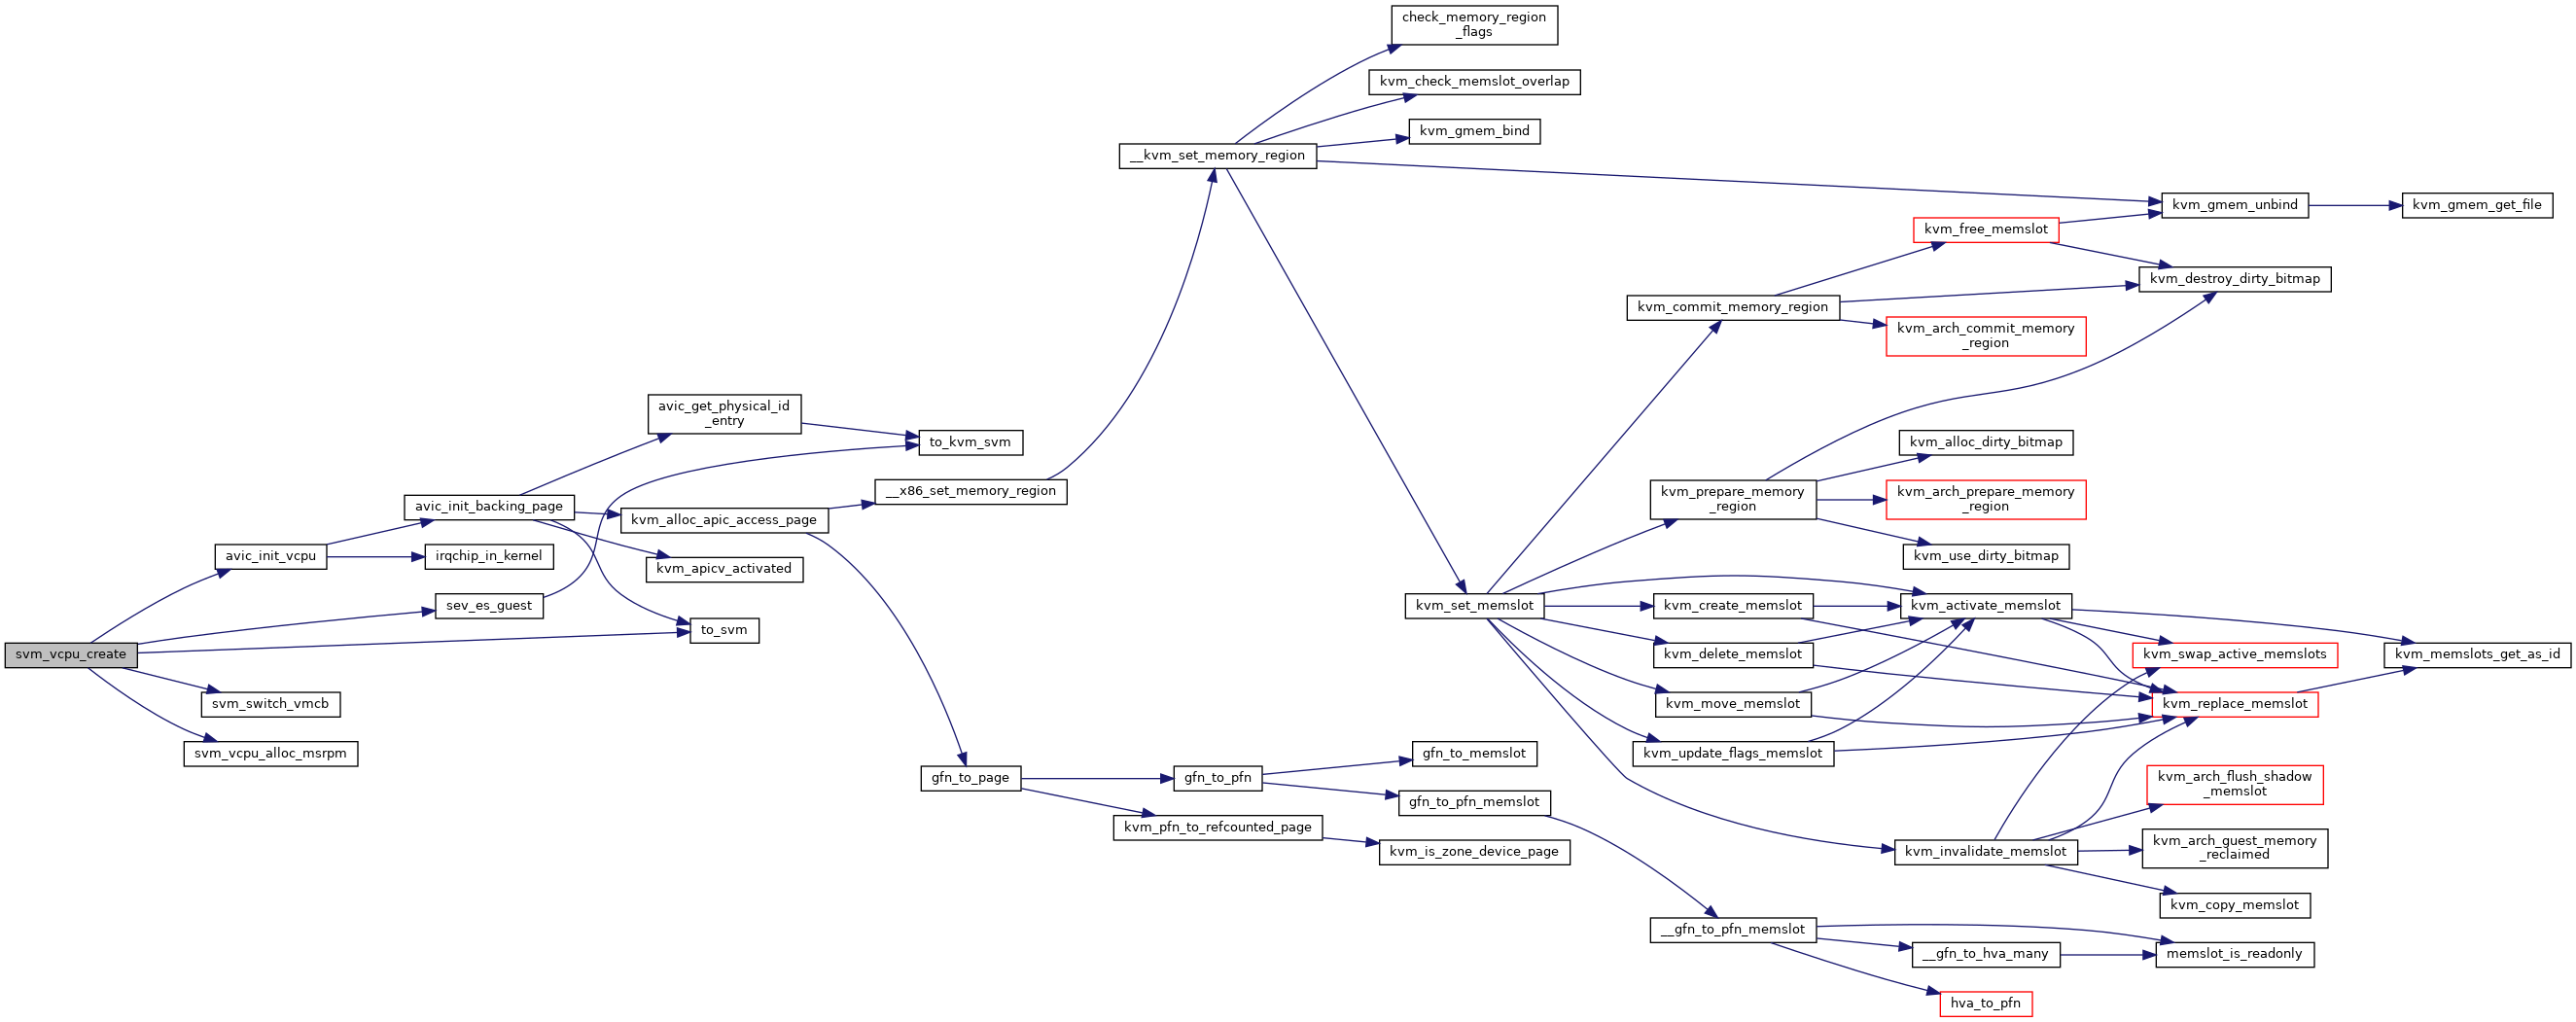 check_memory_region
_flags
kvm_check_memslot_overlap
kvm_gmem_bind
__kvm_set_memory_region
kvm_gmem_unbind
kvm_gmem_get_file
kvm_free_memslot
kvm_destroy_dirty_bitmap
kvm_commit_memory_region
kvm_arch_commit_memory
_region
avic_get_physical_id
_entry
to_kvm_svm
kvm_alloc_dirty_bitmap
__x86_set_memory_region
kvm_prepare_memory
_region
kvm_arch_prepare_memory
_region
avic_init_backing_page
kvm_alloc_apic_access_page
avic_init_vcpu
irqchip_in_kernel
kvm_use_dirty_bitmap
kvm_apicv_activated
sev_es_guest
kvm_set_memslot
kvm_create_memslot
kvm_activate_memslot
to_svm
svm_vcpu_create
kvm_delete_memslot
kvm_swap_active_memslots
kvm_memslots_get_as_id
svm_switch_vmcb
kvm_move_memslot
kvm_replace_memslot
svm_vcpu_alloc_msrpm
gfn_to_memslot
kvm_update_flags_memslot
gfn_to_page
gfn_to_pfn
kvm_arch_flush_shadow
_memslot
gfn_to_pfn_memslot
kvm_pfn_to_refcounted_page
kvm_is_zone_device_page
kvm_invalidate_memslot
kvm_arch_guest_memory
_reclaimed
kvm_copy_memslot
__gfn_to_pfn_memslot
__gfn_to_hva_many
memslot_is_readonly
hva_to_pfn